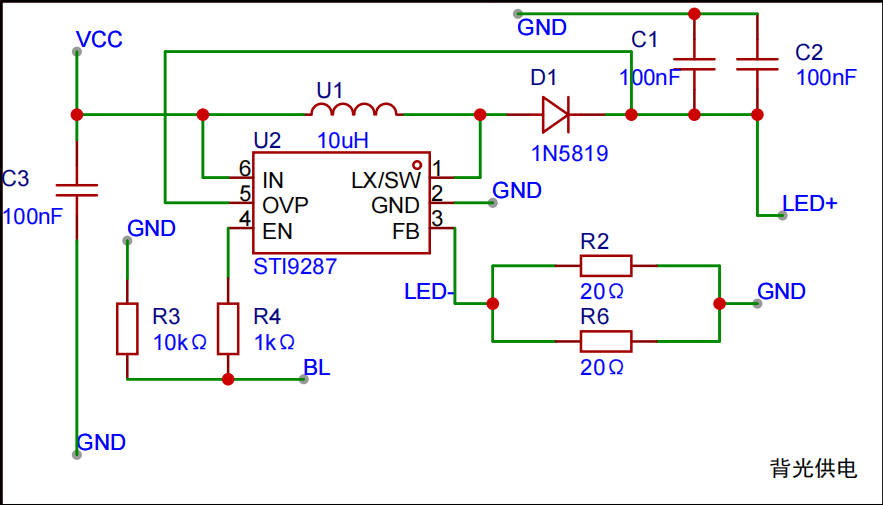 GND
VCC
C1
100nF
C2
100nF
D1
1N5819
U1
10uH
U2
6 IN
5 OVP
4 EN
LX/SW 1
GND 2
FB 3
STI9287
GND
LED+
C3
100nF
GND
R3
10kΩ
R4
1kΩ
BL
LED-
R2
20Ω
R6
20Ω
GND
GND
背光供电